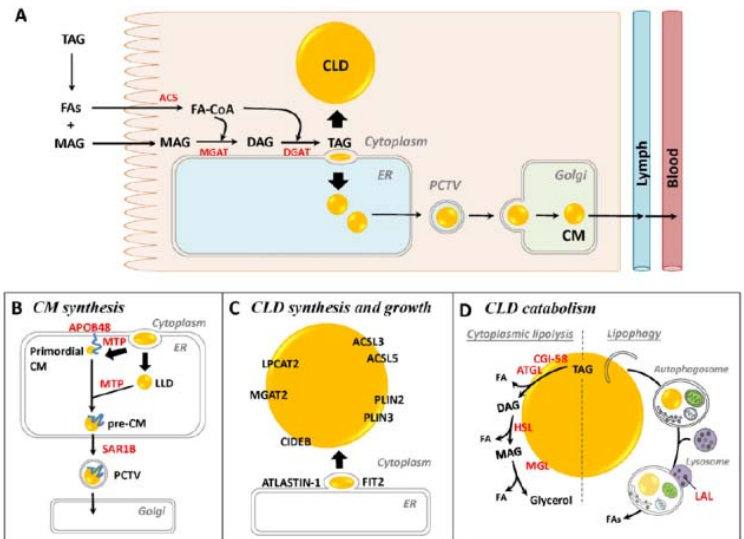 A
TAG
CLD
FAs
ACS
FA-CoA
+
MAG
MAG
MGAT
DAG
DGAT
TAG
Cytoplasm
ER
PCTV
Golgi
CM
Lymph
Blood
B CM synthesis
APOB48
Cytoplasm
MTP
ER
Primordial
CM
MTP
LLD
pre-CM
SAR1B
PCTV
Golgi
C CLD synthesis and growth
ACSL3
ACSL5
LPCAT2
MGAT2
PLIN2
PLIN3
CIDEB
Cytoplasm
ATLASTIN-1
FIT2
ER
D CLD catabolism
Cytoplasmic lipolysis
Lipophagy
CGI-58
TAG
ATGL
FA
Autophagosome
DAG
HSL
FA
MAG
Lysosome
MGL
LAL
FA
Glycerol
FAs